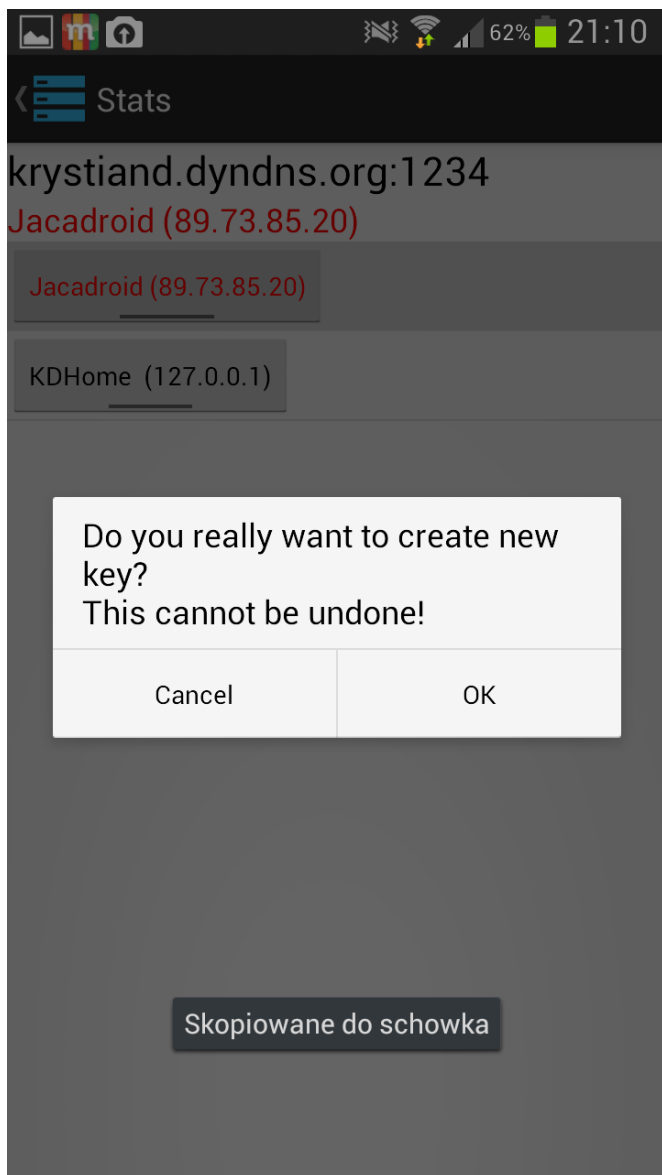 m
62%
21:10
Stats
krystiand.dyndns.org:1234
Jacadroid (89.73.85.20)
Jacadroid (89.73.85.20)
KDHome (127.0.0.1)
Do you really want to create new
key?
This cannot be undone!
Cancel
OK
Skopiowane do schowka